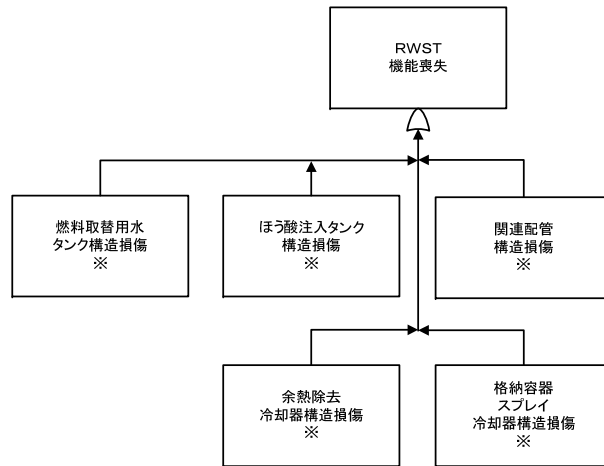 RWST
機能喪失
燃料取替用水
タンク構造損傷
※
ほう酸注入タンク
構造損傷
※
関連配管
構造損傷
※
余熱除去
冷却器構造損傷
※
格納容器
スプレイ
冷却器構造損傷
※